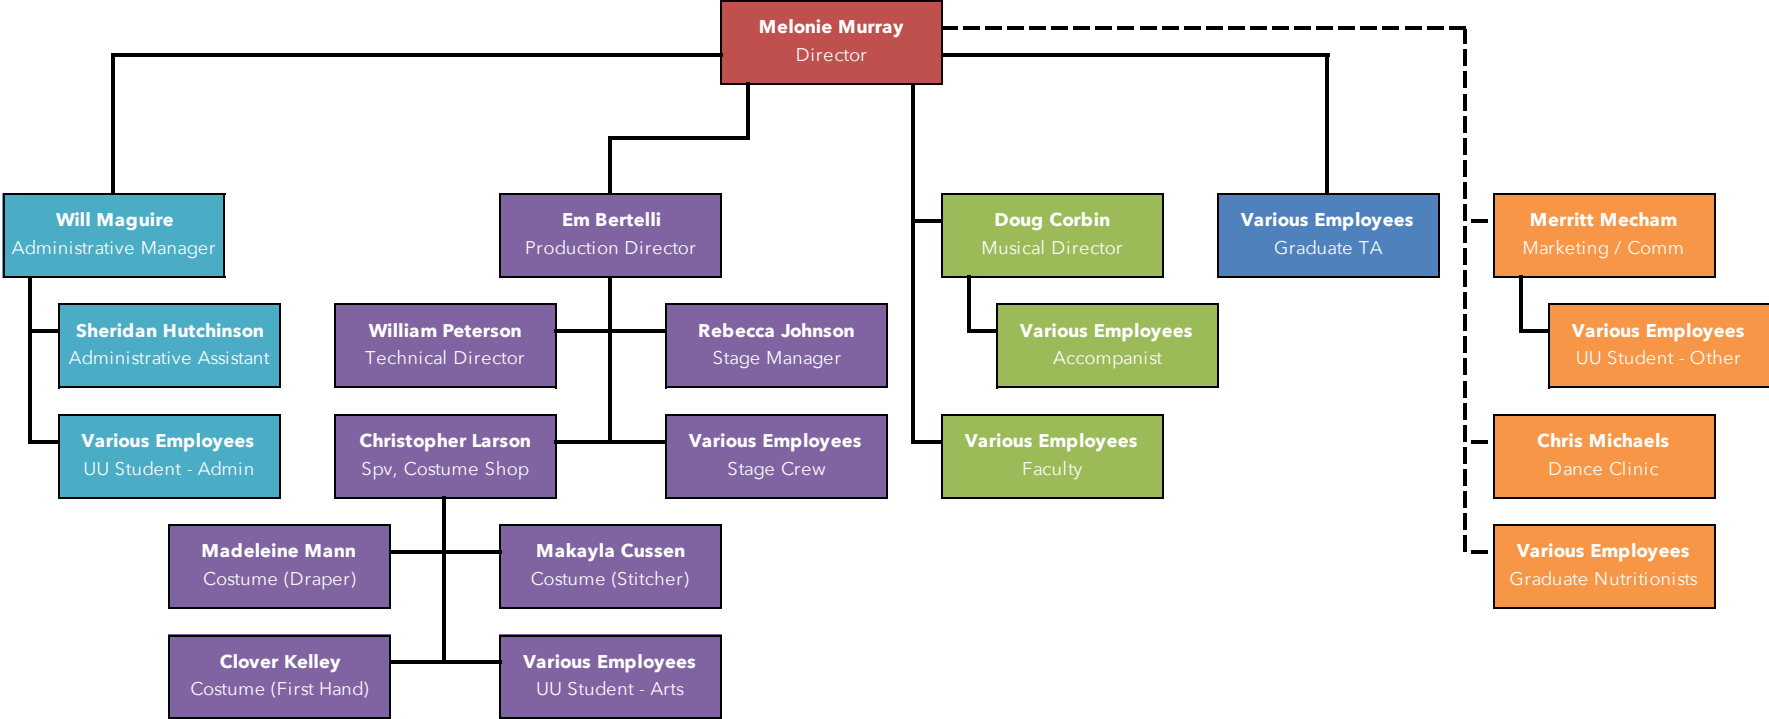 Melonie Murray
Director
Will Maguire
Administrative Manager
Em Bertelli
Production Director
Doug Corbin
Musical Director
Various Employees
Graduate TA
Merritt Mecham
Marketing / Comm
Sheridan Hutchinson
Administrative Assistant
William Peterson
Technical Director
Rebecca Johnson
Stage Manager
Various Employees
Accompanist
Various Employees
UU Student - Other
Various Employees
UU Student - Admin
Christopher Larson
Spv, Costume Shop
Various Employees
Stage Crew
Various Employees
Faculty
Chris Michaels
Dance Clinic
Madeleine Mann
Costume (Draper)
Makayla Cussen
Costume (Stitcher)
Various Employees
Graduate Nutritionists
Clover Kelley
Costume (First Hand)
Various Employees
UU Student - Arts